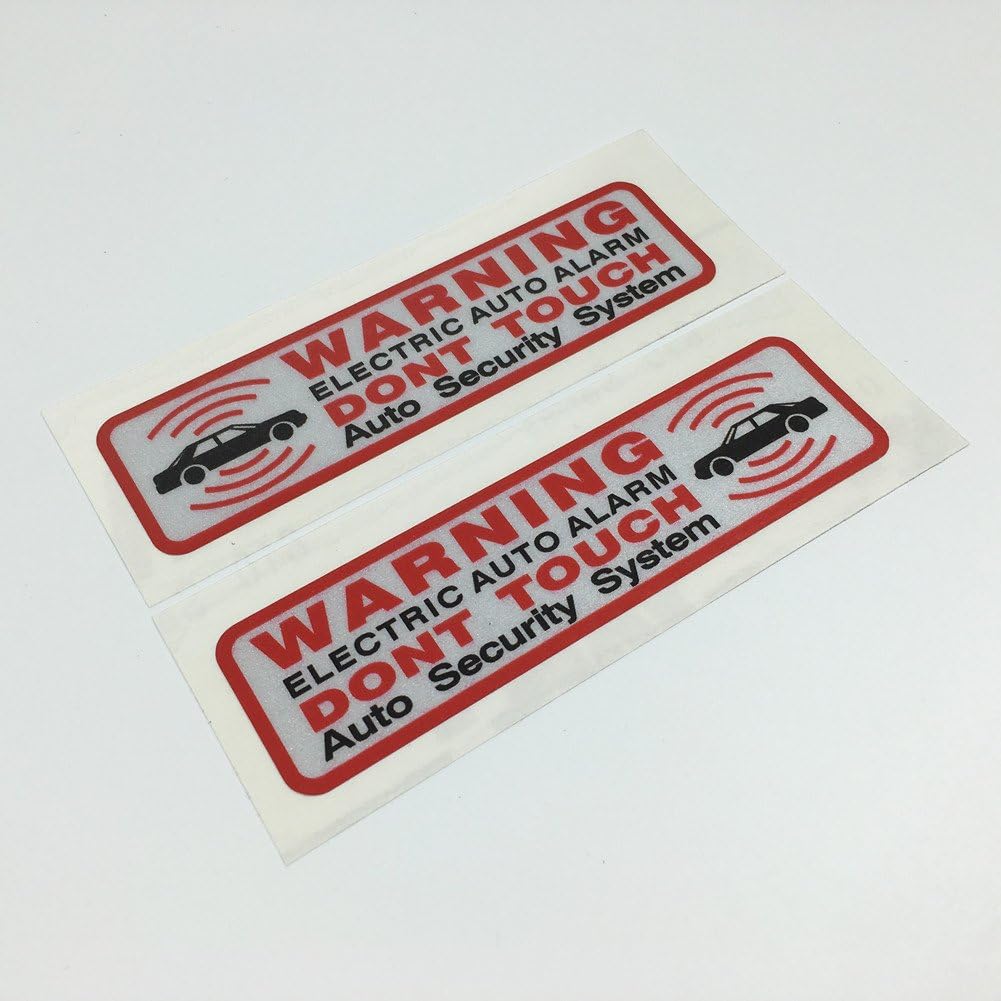 WARNING
ELECTRIC AUTO ALARM
DONT TOUCH
Auto Security System
WARNING
ELECTRIC AUTO ALARM
DONT TOUCH
Auto Security System